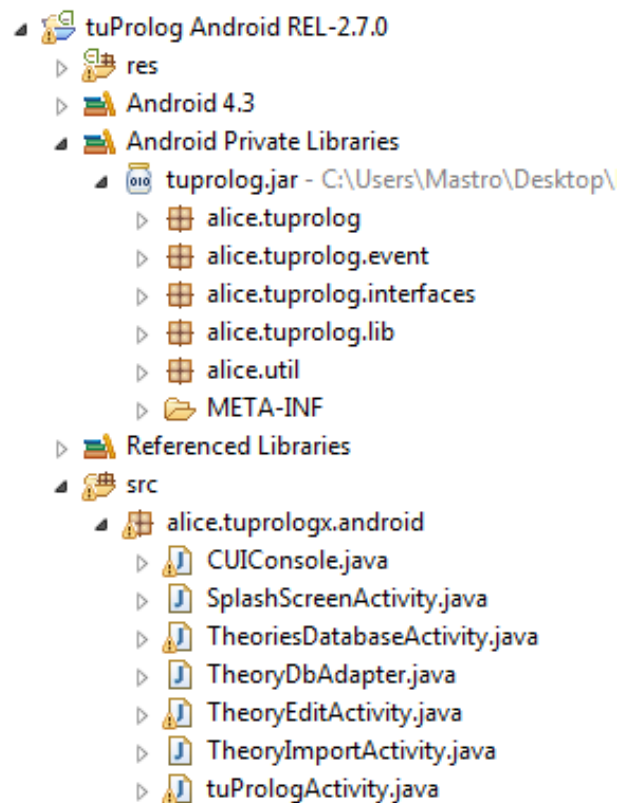 tuProlog Android REL-2.7.0
res
Android 4.3
Android Private Libraries
tuprolog.jar - C:\Users\Mastro\Desktop\
alice.tuprolog
alice.tuprolog.event
alice.tuprolog.interfaces
alice.tuprolog.lib
alice.util
META-INF
Referenced Libraries
src
alice.tuprologx.android
CUIConsole.java
SplashScreenActivity.java
TheoriesDatabaseActivity.java
TheoryDbAdapter.java
TheoryEditActivity.java
TheoryImportActivity.java
tuPrologActivity.java